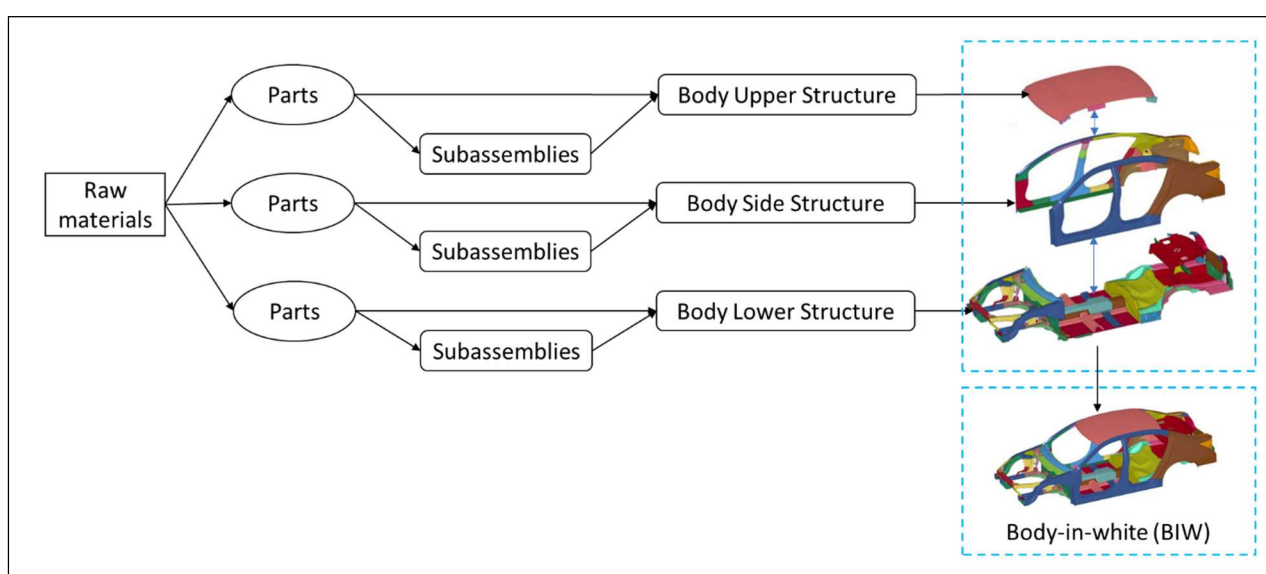 Parts
Body Upper Structure
Subassemblies
Raw
materials
Parts
Body Side Structure
Subassemblies
Parts
Body Lower Structure
Subassemblies
Body-in-white (BIW)